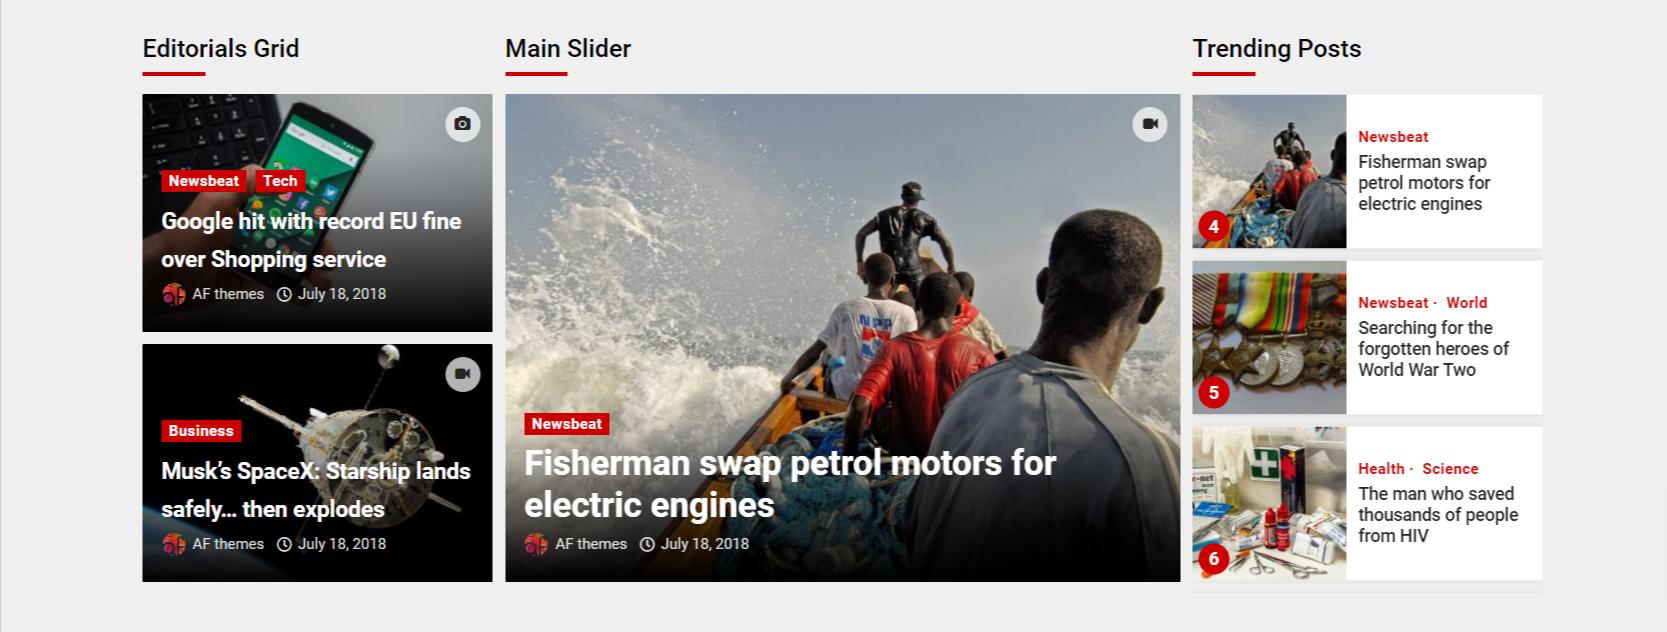 Editorials Grid
Newsbeat Tech
Google hit with record EU fine
over Shopping service
AF themes July 18, 2018
Business
Musk’s SpaceX: Starship lands
safely… then explodes
AF themes July 18, 2018
Main Slider
NPP
Newsbeat
Fisherman swap petrol motors for
electric engines
AF themes July 18, 2018
Trending Posts
4
Newsbeat
Fisherman swap
petrol motors for
electric engines
5
Newsbeat · World
Searching for the
forgotten heroes of
World War Two
6
Health · Science
The man who saved
thousands of people
from HIV